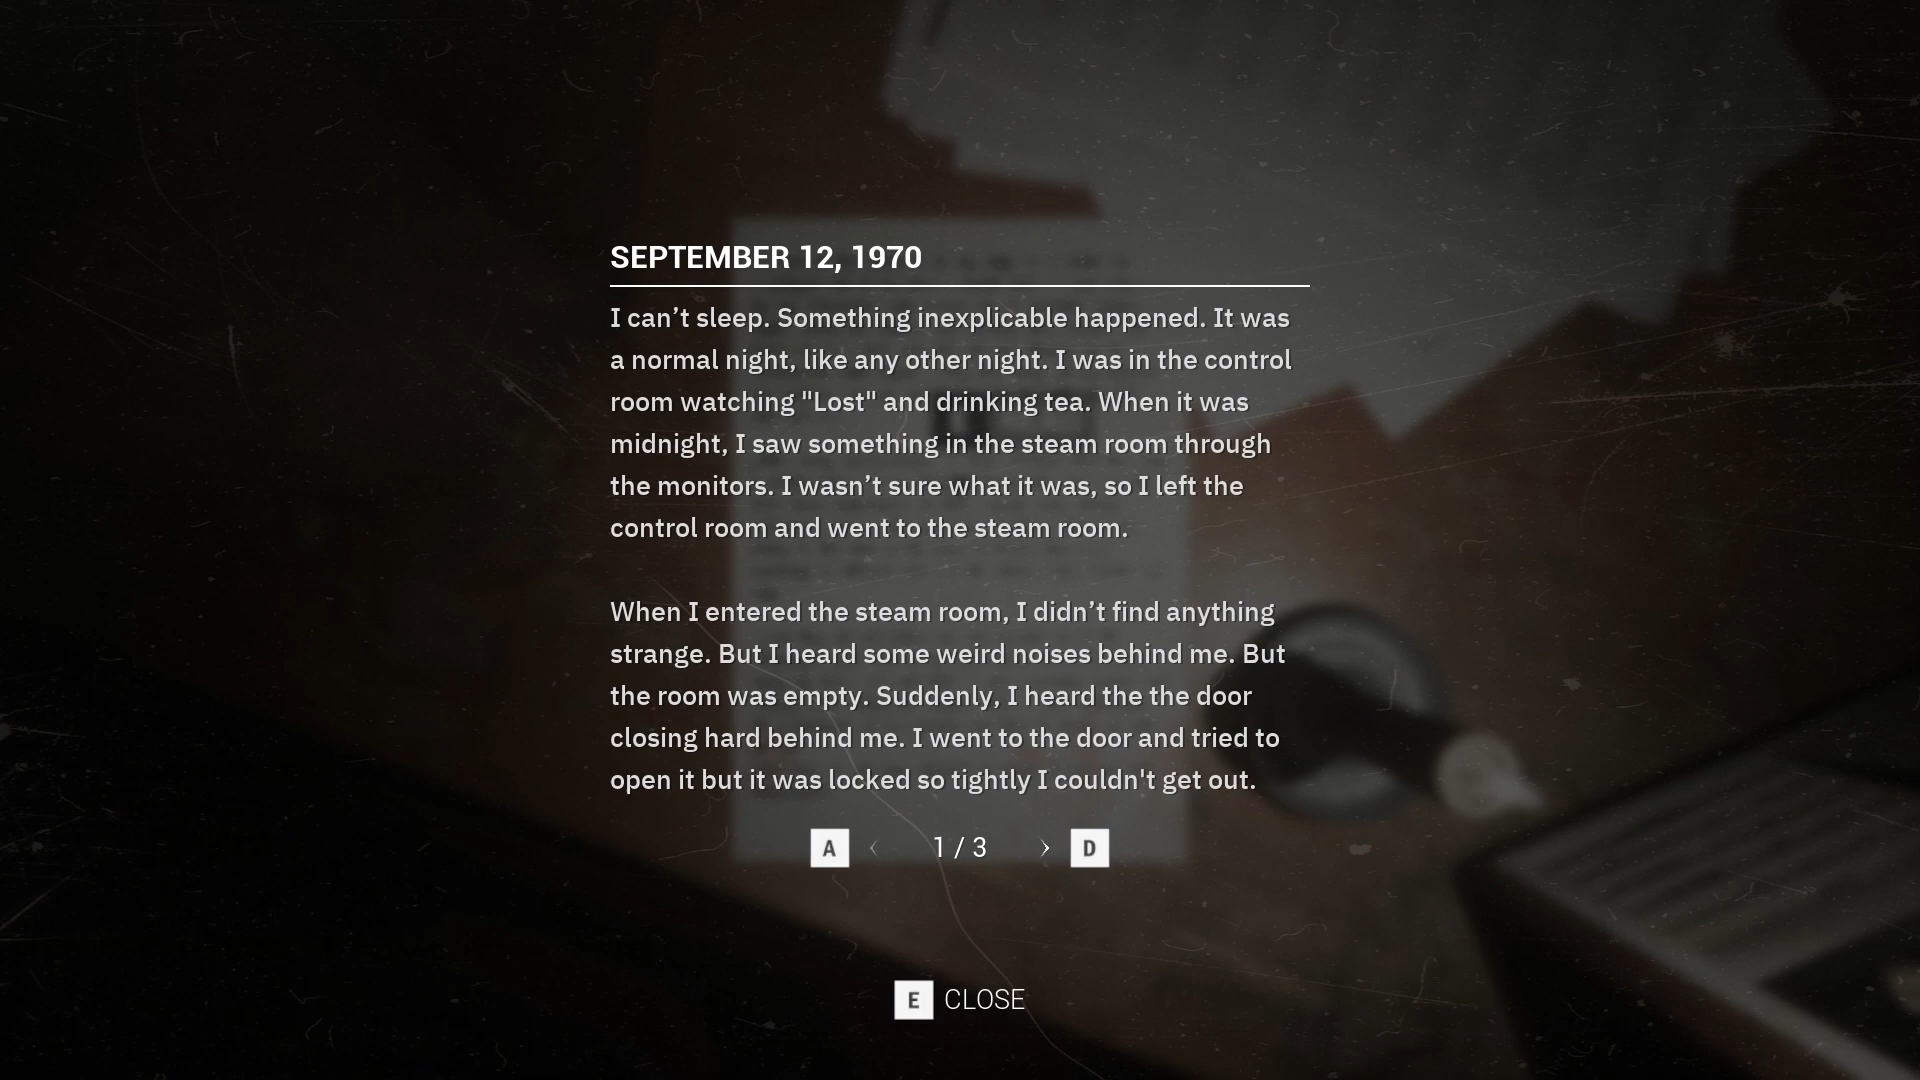 SEPTEMBER 12, 1970
I can’t sleep. Something inexplicable happened. It was
a normal night, like any other night. I was in the control
room watching "Lost" and drinking tea. When it was
midnight, I saw something in the steam room through
the monitors. I wasn’t sure what it was, so I left the
control room and went to the steam room.
When I entered the steam room, I didn’t find anything
strange. But I heard some weird noises behind me. But
the room was empty. Suddenly, I heard the the door
closing hard behind me. I went to the door and tried to
open it but it was locked so tightly I couldn't get out.
A 1 / 3 D
E CLOSE